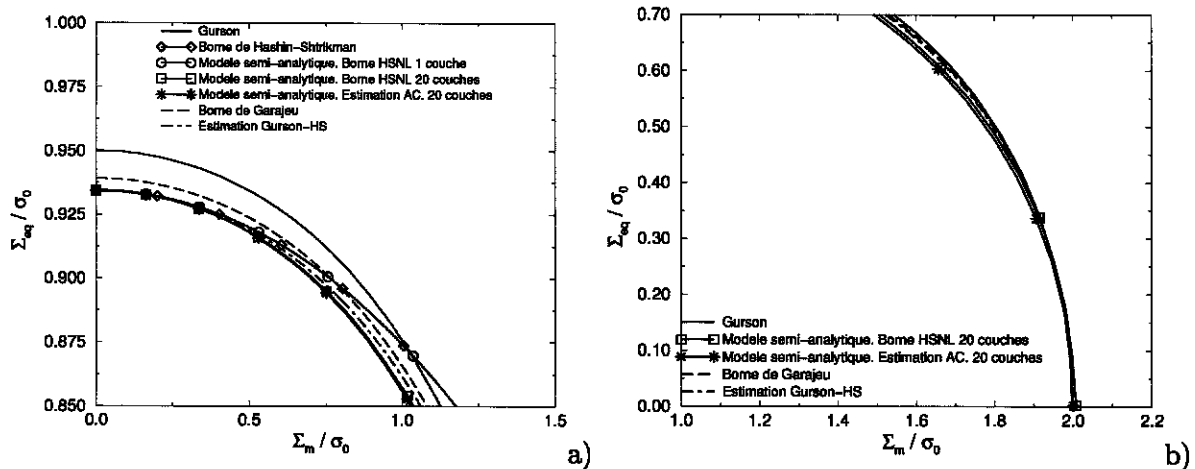 1.000
0.975
0.950
0.925
0.900
0.875
0.850
Σeq / σ0
Gurson
Borne de Hashin-Shtrikman
Modele semi-analytique. Borne HSNL 1 couche
Modele semi-analytique. Borne HSNL 20 couches
Modele semi-analytique. Estimation AC. 20 couches
Borne de Garajeu
Estimation Gurson-HS
0.0 0.5 1.0 1.5
Σm / σ0
a)
0.70
0.60
0.50
0.40
0.30
0.20
0.10
0.00
Σeq / σ0
Gurson
Modele semi-analytique. Borne HSNL 20 couches
Modele semi-analytique. Estimation AC. 20 couches
Borne de Garajeu
Estimation Gurson-HS
1.0 1.2 1.4 1.6 1.8 2.0 2.2
Σm / σ0
b)